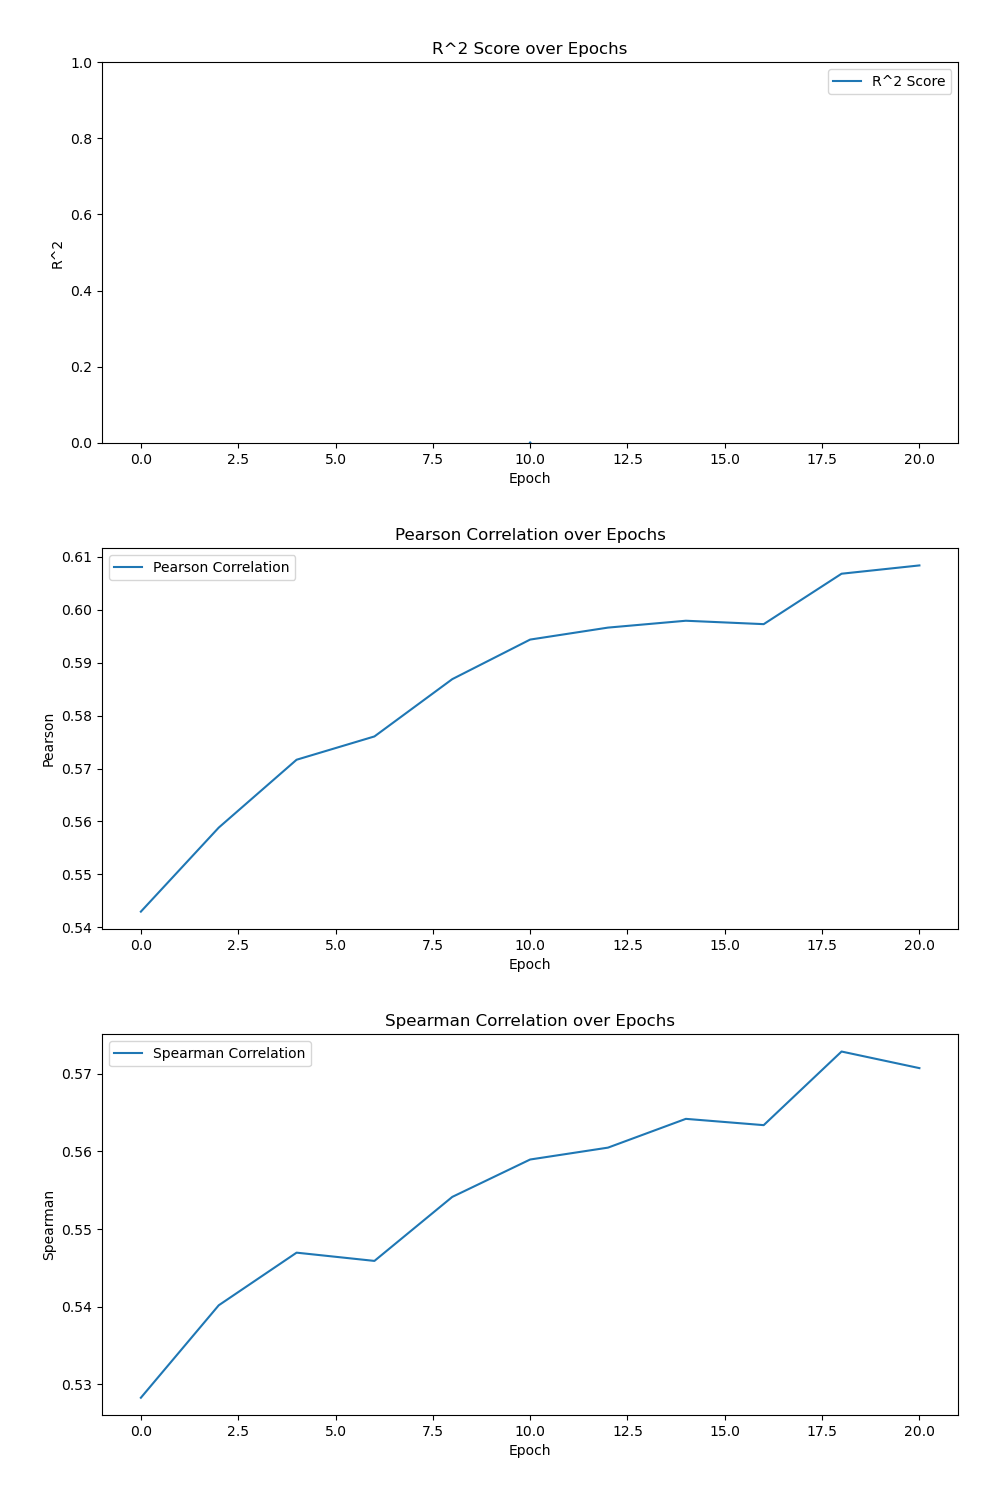 R^2 Score over Epochs
1.0
R^2 Score
0.8
0.6
R^2
0.4
0.2
0.0
0.0 2.5 5.0 7.5 10.0 12.5 15.0 17.5 20.0
Epoch
Pearson Correlation over Epochs
0.61
Pearson Correlation
0.60
0.59
0.58
Pearson
0.57
0.56
0.55
0.54
0.0 2.5 5.0 7.5 10.0 12.5 15.0 17.5 20.0
Epoch
Spearman Correlation over Epochs
Spearman Correlation
0.57
0.56
0.55
Spearman
0.54
0.53
0.0 2.5 5.0 7.5 10.0 12.5 15.0 17.5 20.0
Epoch